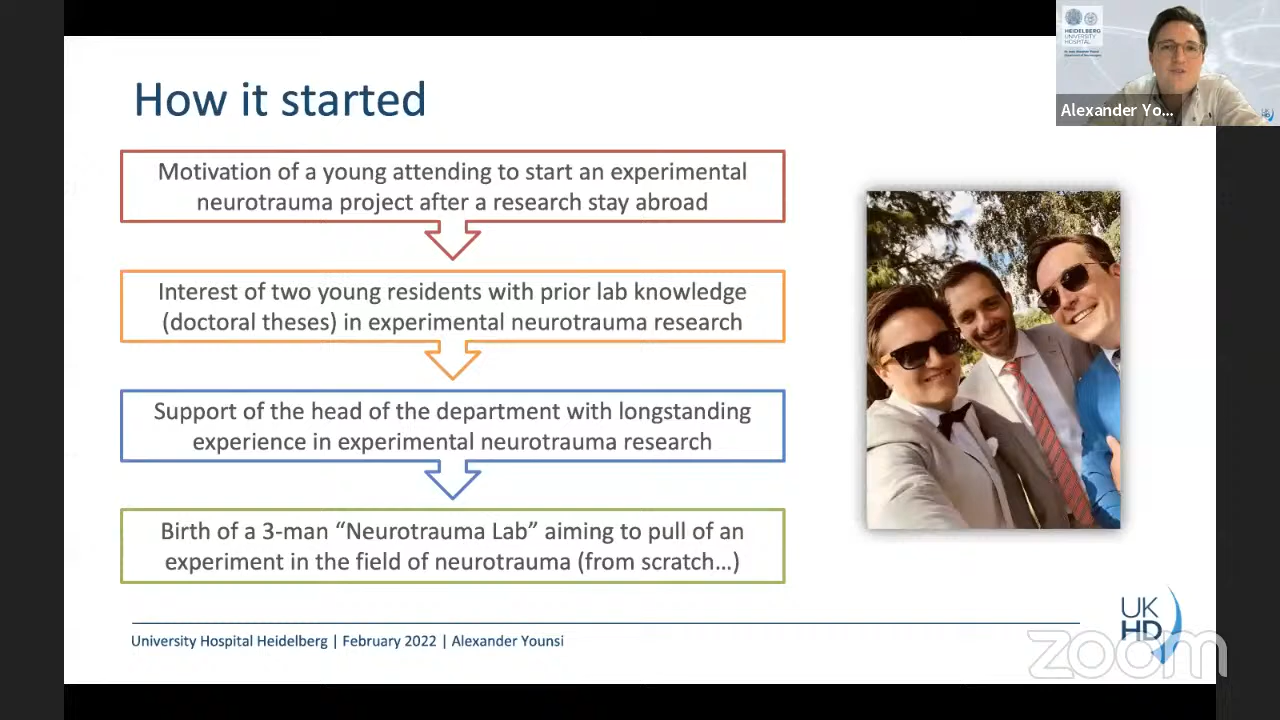 How it started
Motivation of a young attending to start an experimental
neurotrauma project after a research stay abroad
Interest of two young residents with prior lab knowledge
(doctoral theses) in experimental neurotrauma research
Support of the head of the department with longstanding
experience in experimental neurotrauma research
Birth of a 3-man “Neurotrauma Lab” aiming to pull of an
experiment in the field of neurotrauma (from scratch…)
University Hospital Heidelberg | February 2022 | Alexander Younsi
UK
HD
zoom
HEIDELBERG
UNIVERSITY
HOSPITAL
Alexander Yo...